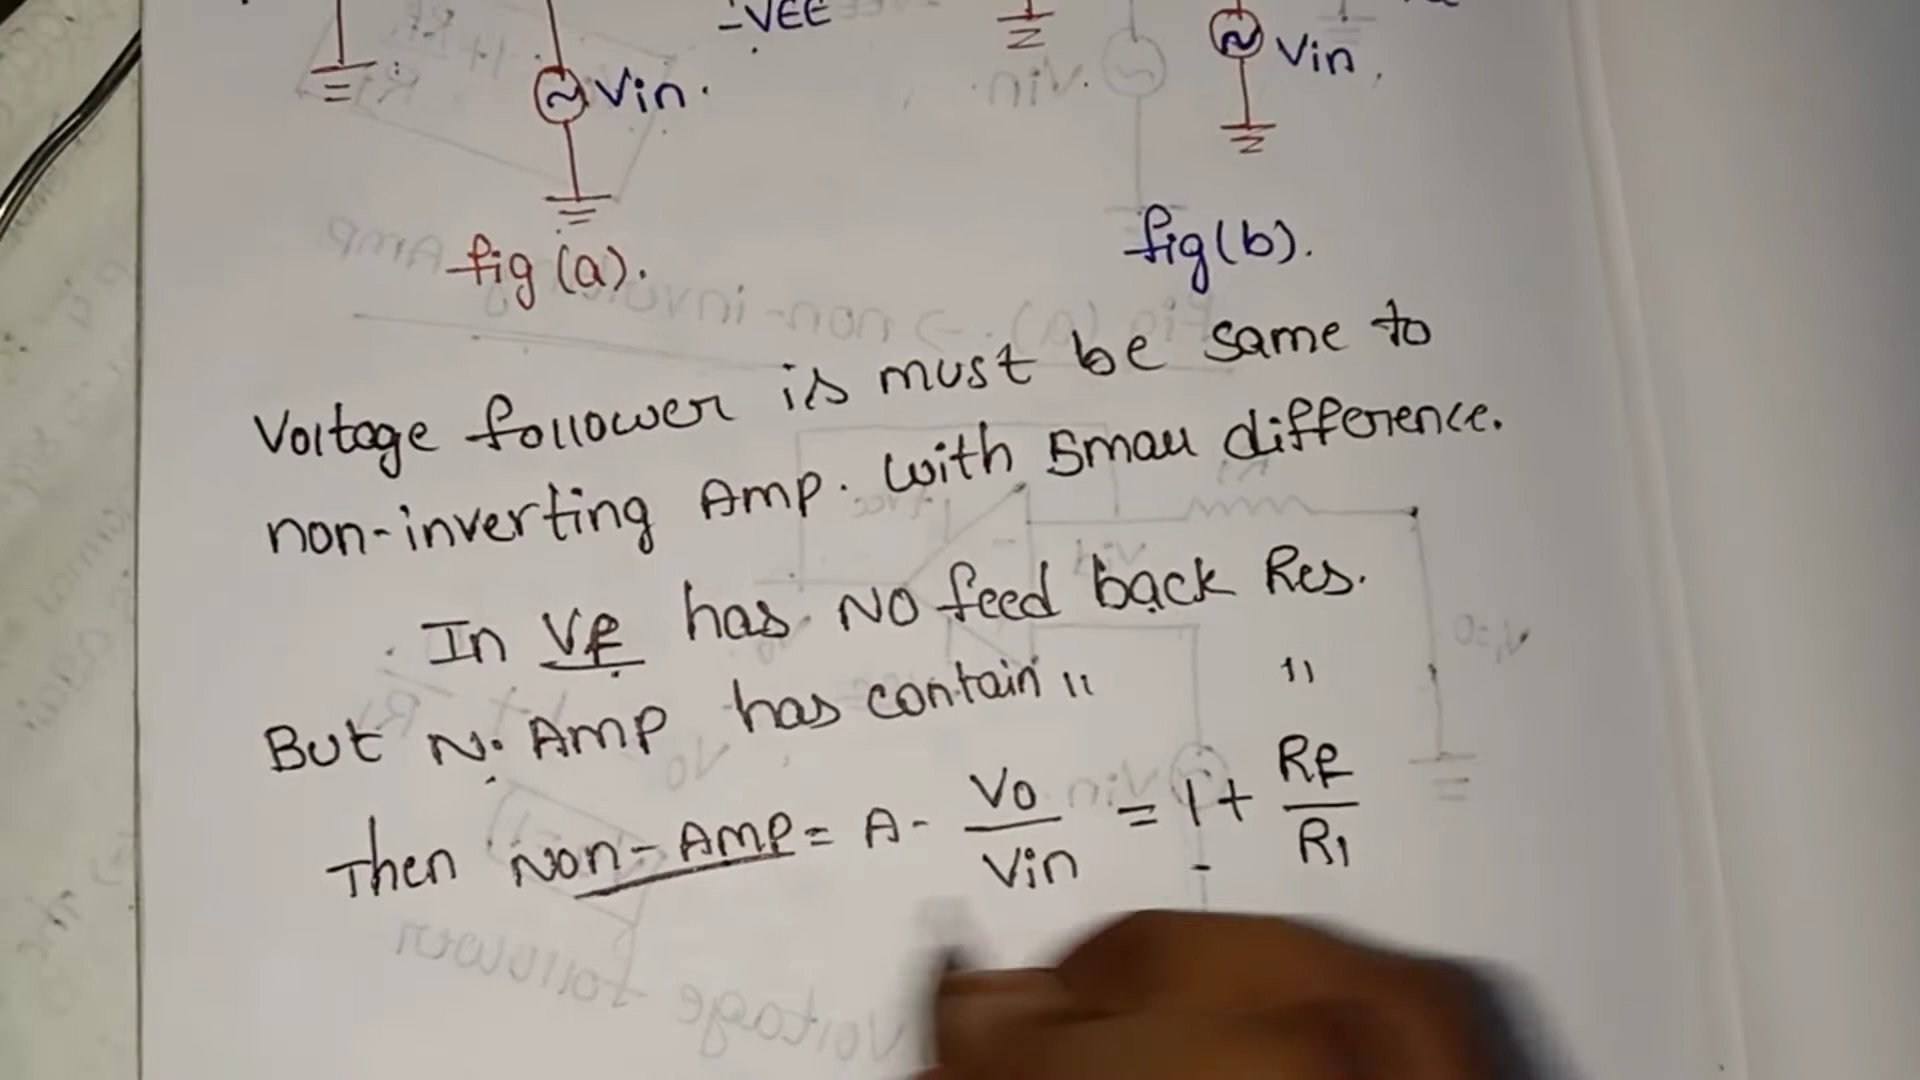 -VEE
Vin.
Vin
fig (a).
fig(b).
Voltage follower is must be same to
non-inverting Amp. with small difference.
In VF has NO feed back Res.
But N. Amp has contain " "
Then Non-Amp = A - Vo/Vin = 1 + RF/R1